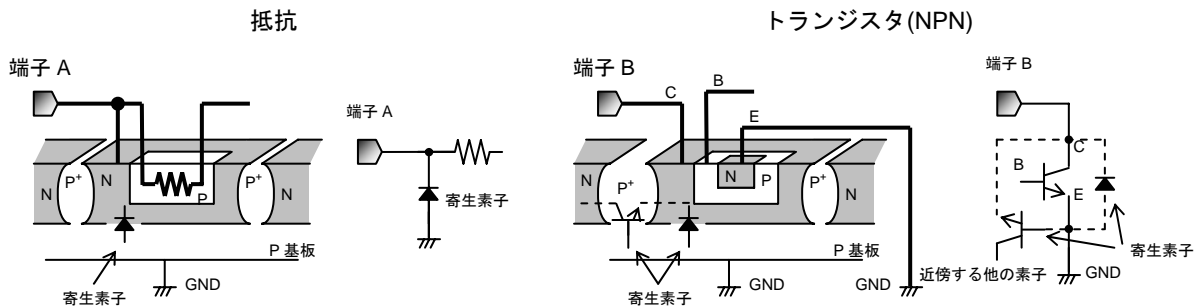 抵抗
端子 A
N
P+
N
P
P+
N
P 基板
寄生素子
GND
端子 A
寄生素子
トランジスタ(NPN)
端子 B
C
B
E
N
P+
N
P
P+
N
P 基板
寄生素子
GND
GND
端子 B
C
B
E
寄生素子
近傍する他の素子
GND